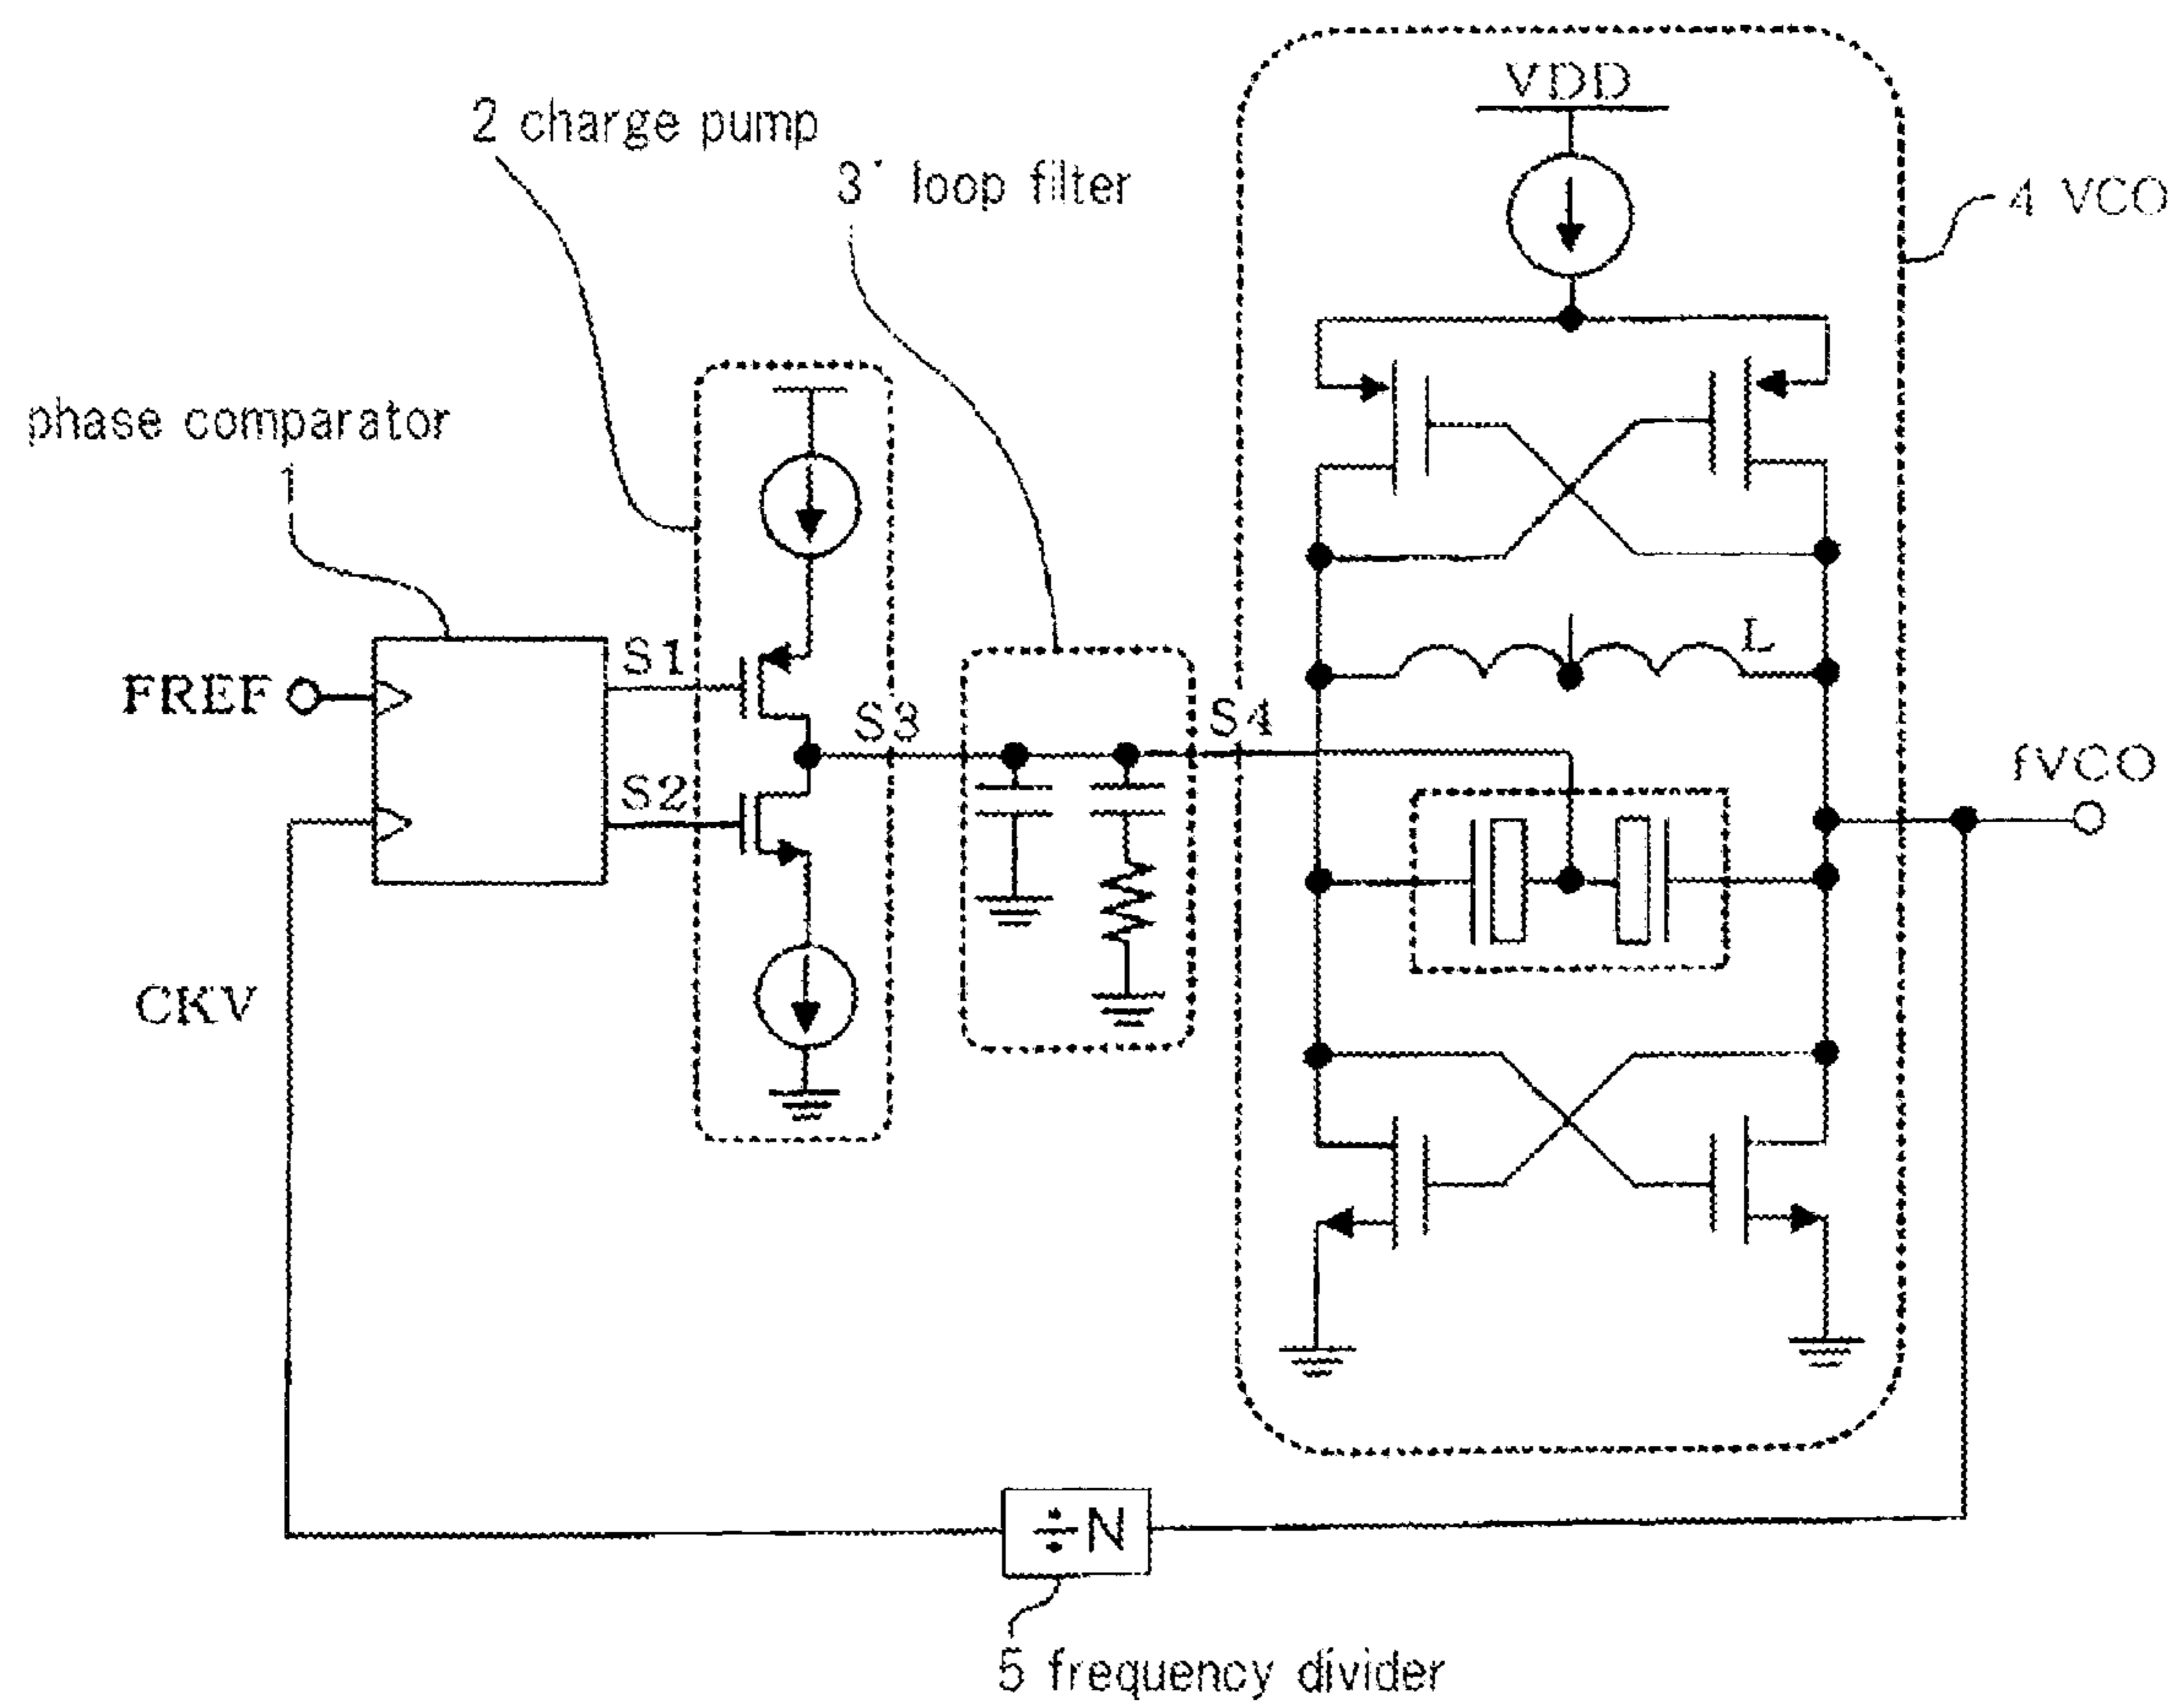 VDD
2 charge pump
3' loop filter
4 VCO
phase comparator
1
S1
L
FREF
S3
S4
fVCO
S2
CKV
÷N
5 frequency divider